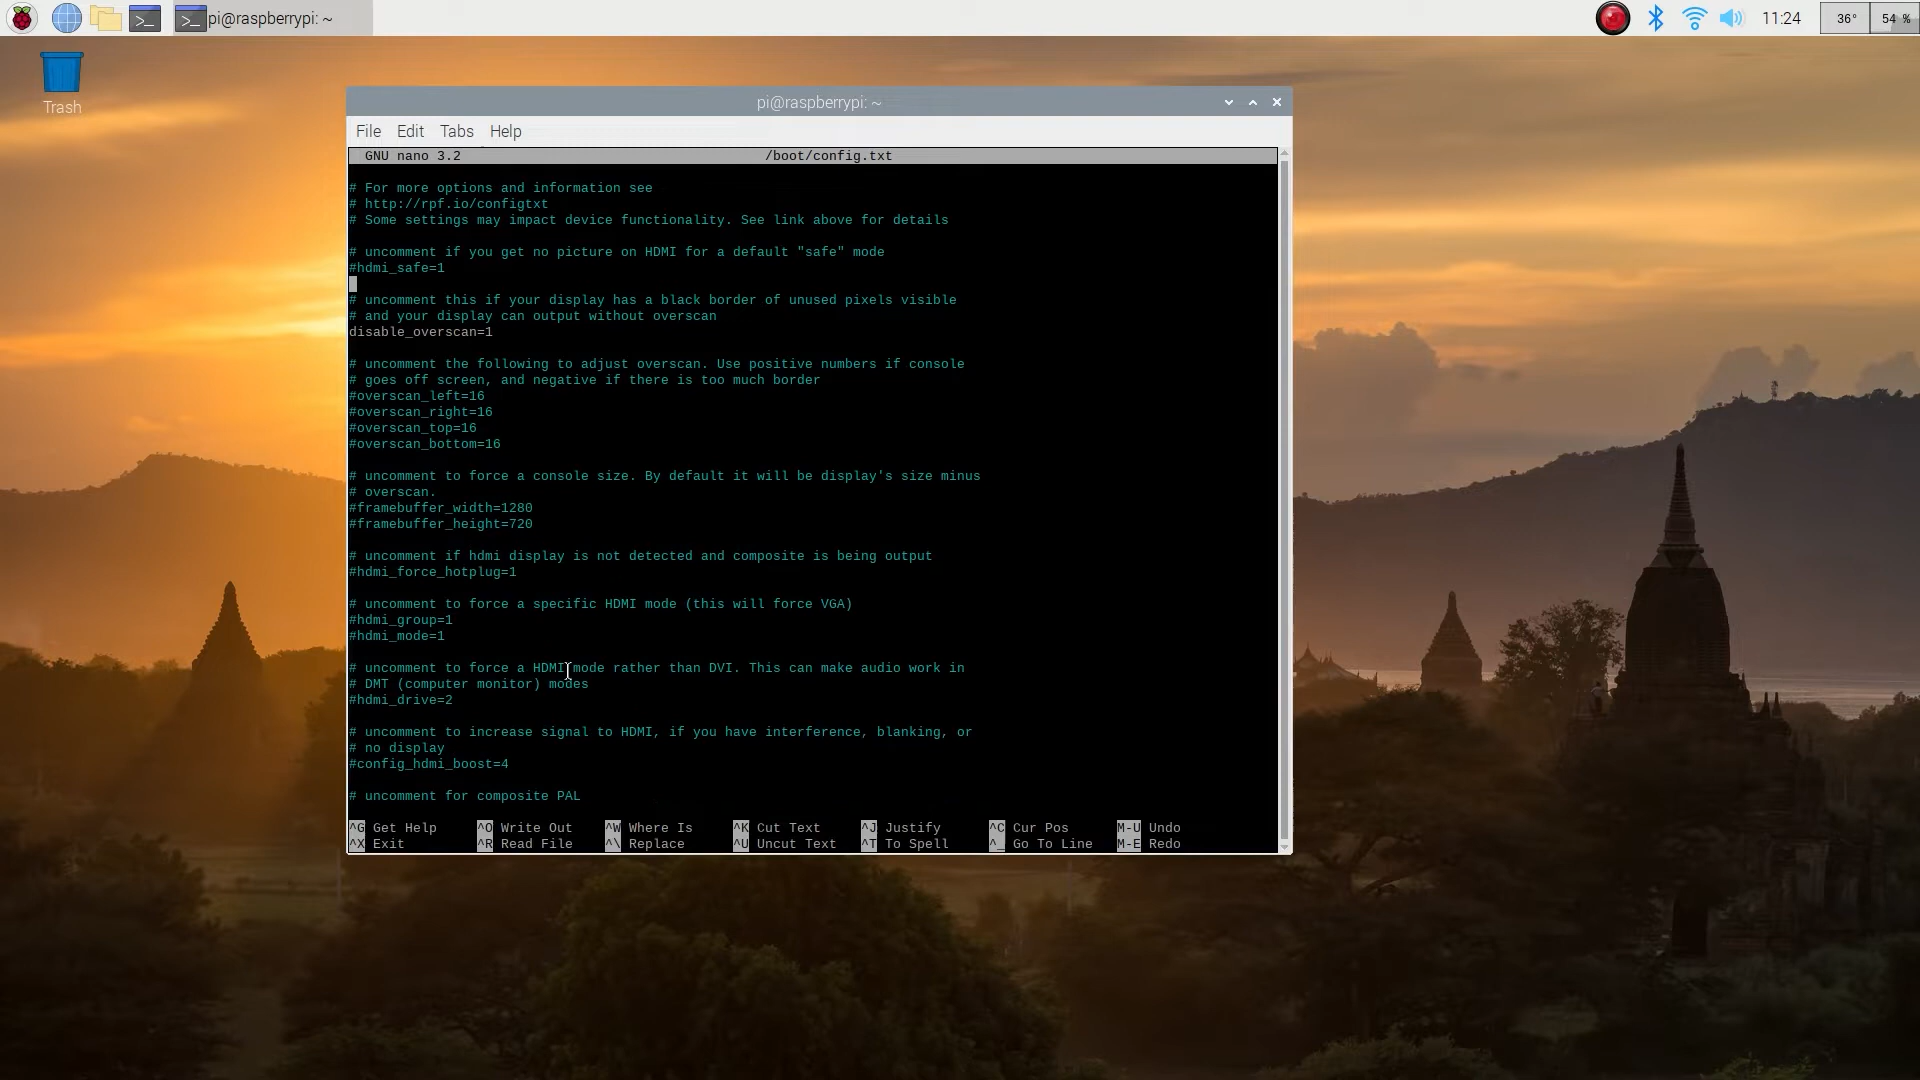 pi@raspberrypi: ~
11:24
36°
54 %
Trash
pi@raspberrypi: ~
File Edit Tabs Help
GNU nano 3.2 /boot/config.txt
# For more options and information see
# http://rpf.io/configtxt
# Some settings may impact device functionality. See link above for details
# uncomment if you get no picture on HDMI for a default "safe" mode
#hdmi_safe=1
# uncomment this if your display has a black border of unused pixels visible
# and your display can output without overscan
disable_overscan=1
# uncomment the following to adjust overscan. Use positive numbers if console
# goes off screen, and negative if there is too much border
#overscan_left=16
#overscan_right=16
#overscan_top=16
#overscan_bottom=16
# uncomment to force a console size. By default it will be display's size minus
# overscan.
#framebuffer_width=1280
#framebuffer_height=720
# uncomment if hdmi display is not detected and composite is being output
#hdmi_force_hotplug=1
# uncomment to force a specific HDMI mode (this will force VGA)
#hdmi_group=1
#hdmi_mode=1
# uncomment to force a HDMI mode rather than DVI. This can make audio work in
# DMT (computer monitor) modes
#hdmi_drive=2
# uncomment to increase signal to HDMI, if you have interference, blanking, or
# no display
#config_hdmi_boost=4
# uncomment for composite PAL
^G Get Help ^O Write Out ^W Where Is ^K Cut Text ^J Justify ^C Cur Pos M-U Undo
^X Exit ^R Read File ^\ Replace ^U Uncut Text ^T To Spell ^_ Go To Line M-E Redo